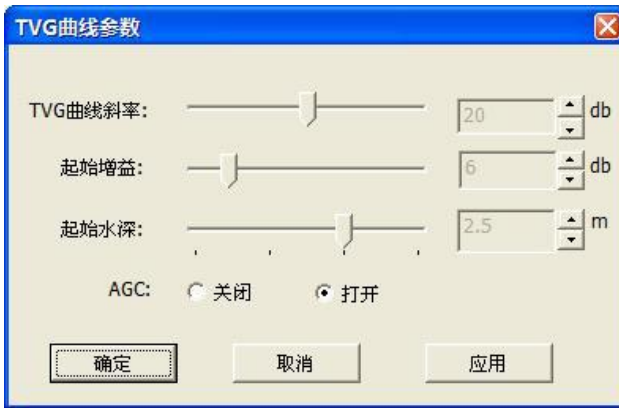 TVG曲线参数
TVG曲线斜率: 20 db
起始增益: 6 db
起始水深: 2.5 m
AGC: 关闭 打开
确定 取消 应用